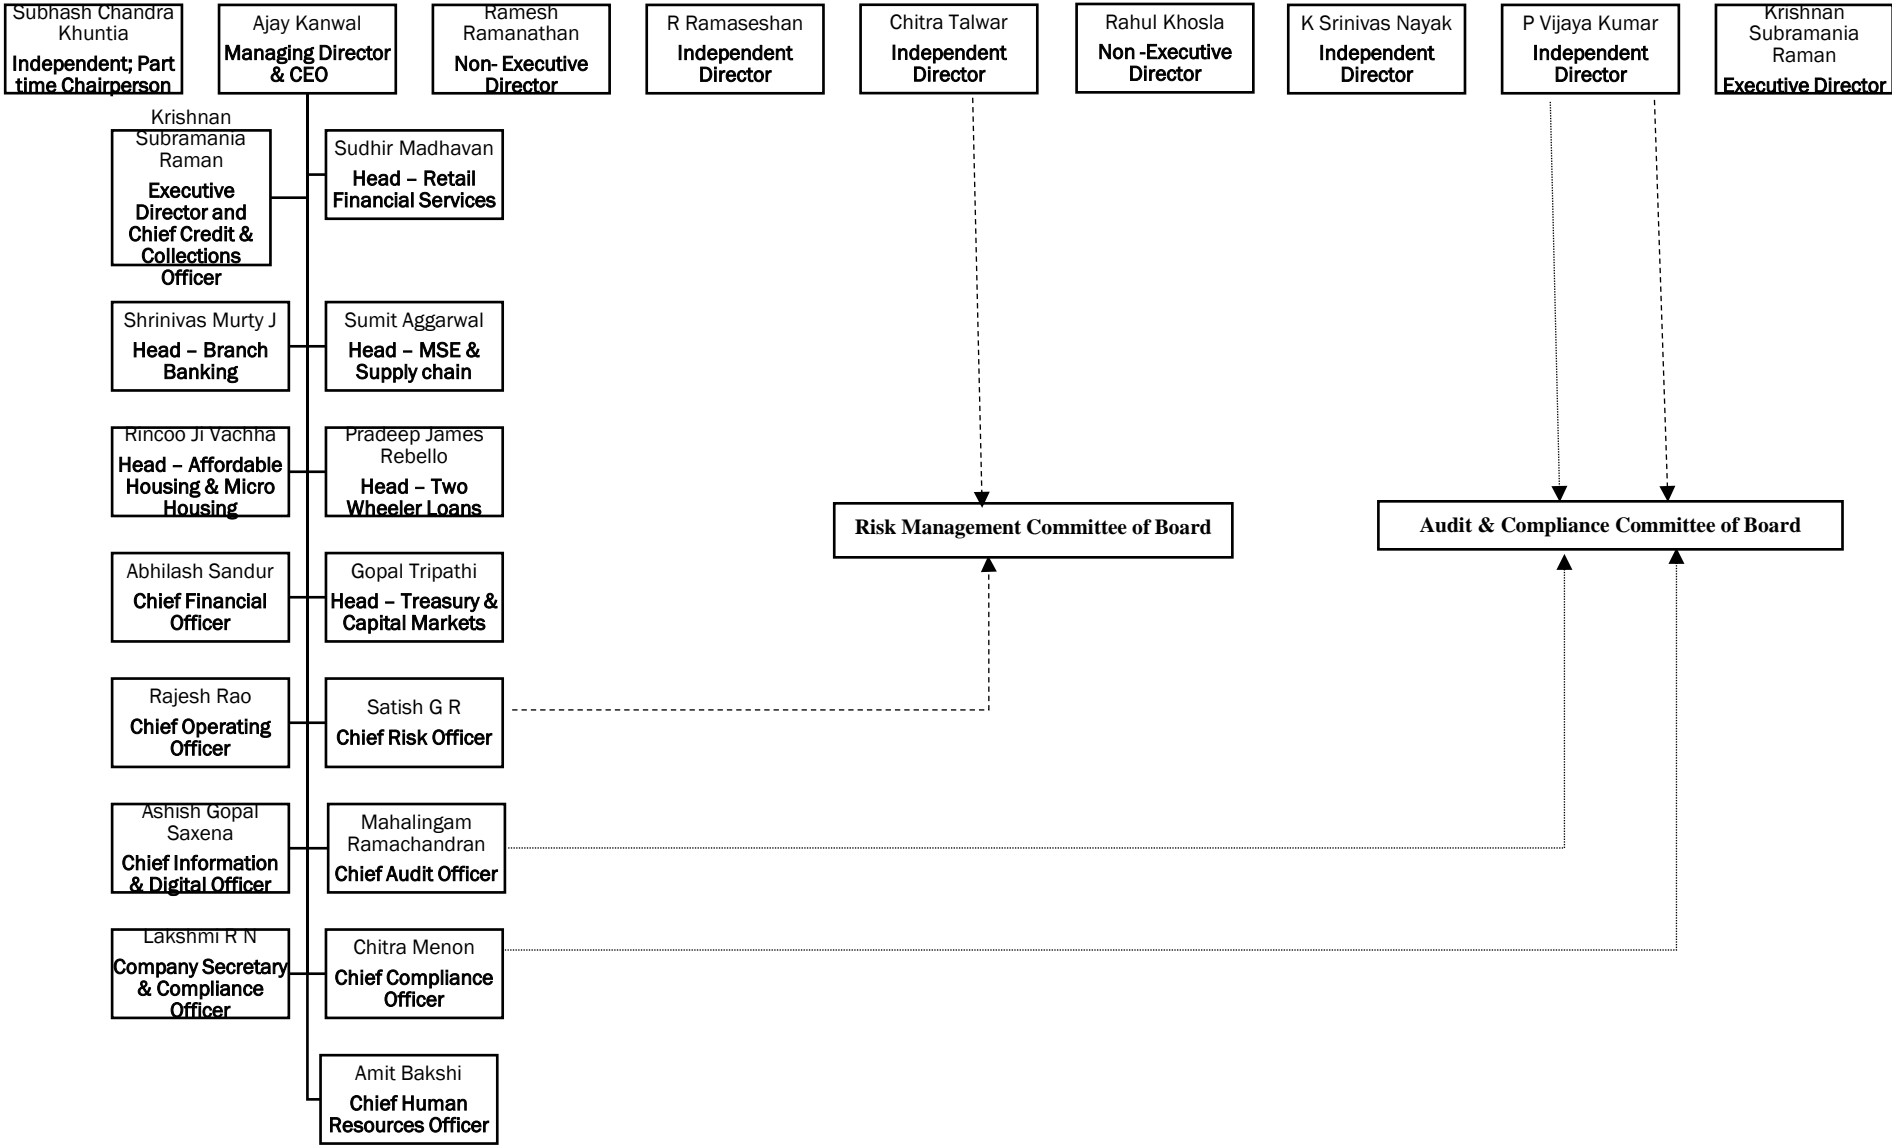 Subhash Chandra
Khuntia
Independent; Part
time Chairperson
Ajay Kanwal
Managing Director
& CEO
Ramesh
Ramanathan
Non- Executive
Director
R Ramaseshan
Independent
Director
Chitra Talwar
Independent
Director
Rahul Khosla
Non -Executive
Director
K Srinivas Nayak
Independent
Director
P Vijaya Kumar
Independent
Director
Krishnan
Subramania
Raman
Executive Director
Krishnan
Subramania
Raman
Executive
Director and
Chief Credit &
Collections
Officer
Sudhir Madhavan
Head – Retail
Financial Services
Shrinivas Murty J
Head – Branch
Banking
Sumit Aggarwal
Head – MSE &
Supply chain
Rincoo Ji Vachha
Head – Affordable
Housing & Micro
Housing
Pradeep James
Rebello
Head – Two
Wheeler Loans
Risk Management Committee of Board
Audit & Compliance Committee of Board
Abhilash Sandur
Chief Financial
Officer
Gopal Tripathi
Head – Treasury &
Capital Markets
Rajesh Rao
Chief Operating
Officer
Satish G R
Chief Risk Officer
Ashish Gopal
Saxena
Chief Information
& Digital Officer
Mahalingam
Ramachandran
Chief Audit Officer
Lakshmi R N
Company Secretary
& Compliance
Officer
Chitra Menon
Chief Compliance
Officer
Amit Bakshi
Chief Human
Resources Officer